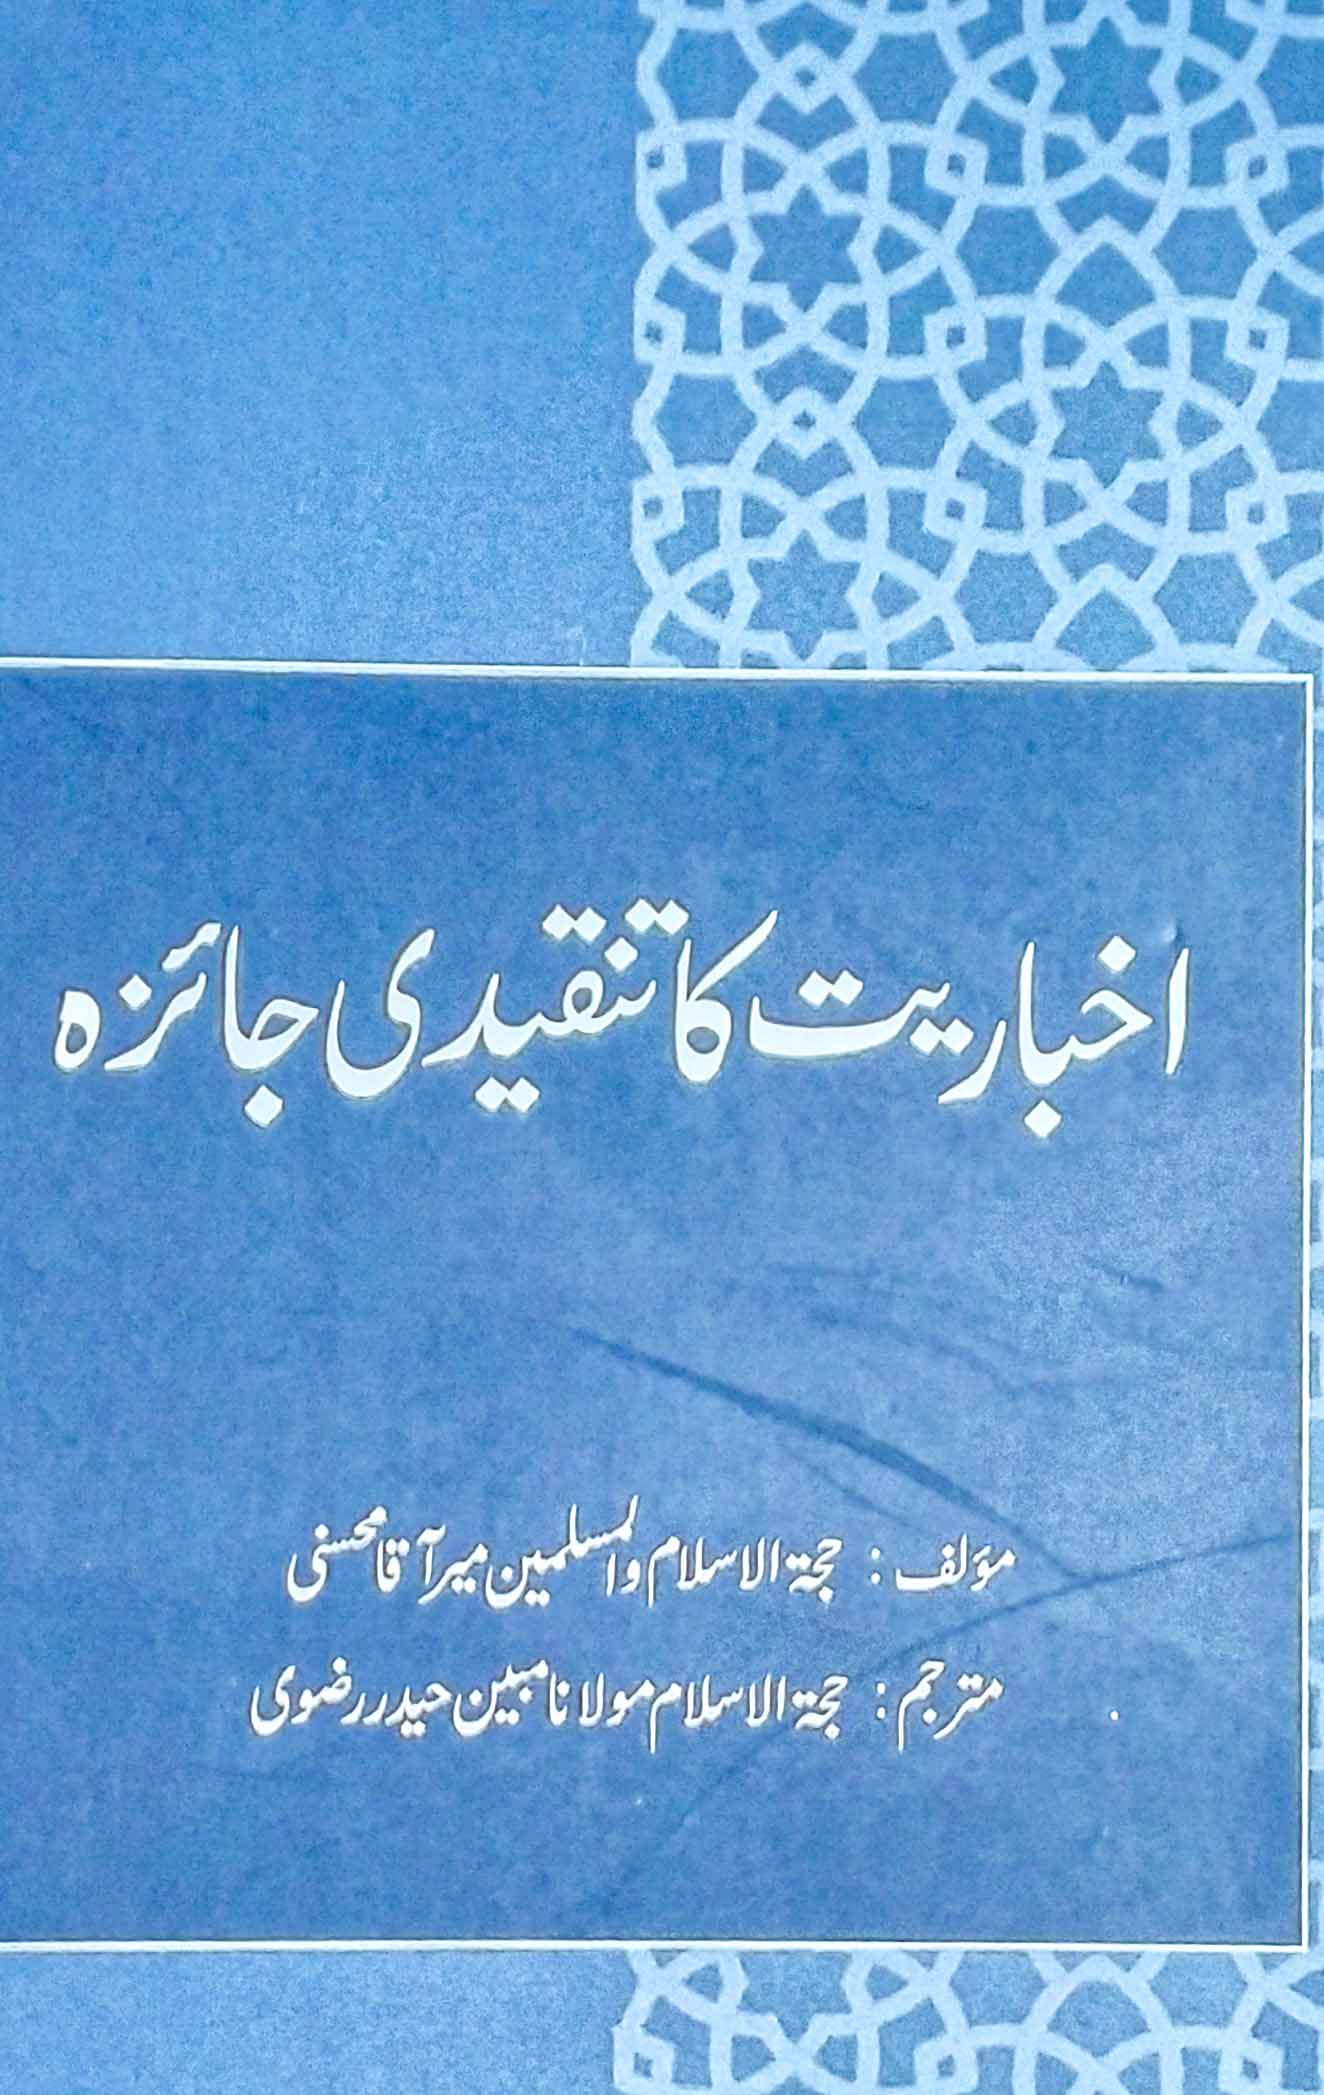 اخباریت کا تنقیدی جائزہ
مؤلف: حجۃ الاسلام والمسلمین میر آقا محسنی
مترجم: حجۃ الاسلام مولانا مبین حیدر رضوی